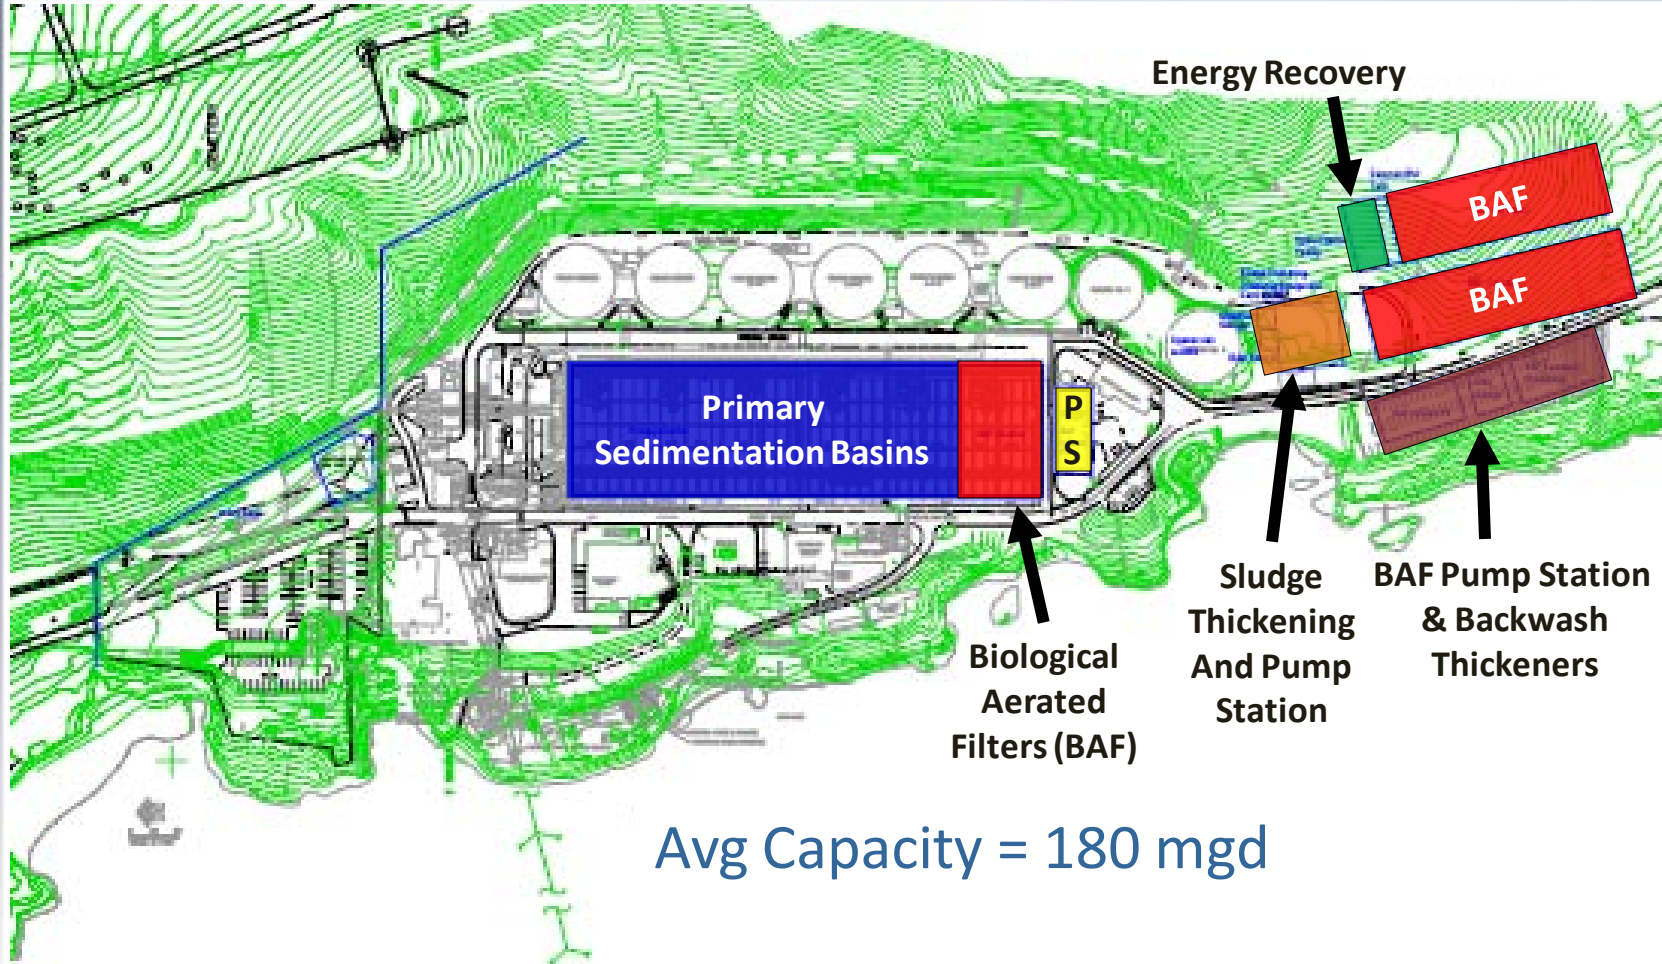 Energy Recovery
BAF
BAF
Primary
Sedimentation Basins
P
S
Biological
Aerated
Filters (BAF)
Sludge
Thickening
And Pump
Station
BAF Pump Station
& Backwash
Thickeners
Avg Capacity = 180 mgd